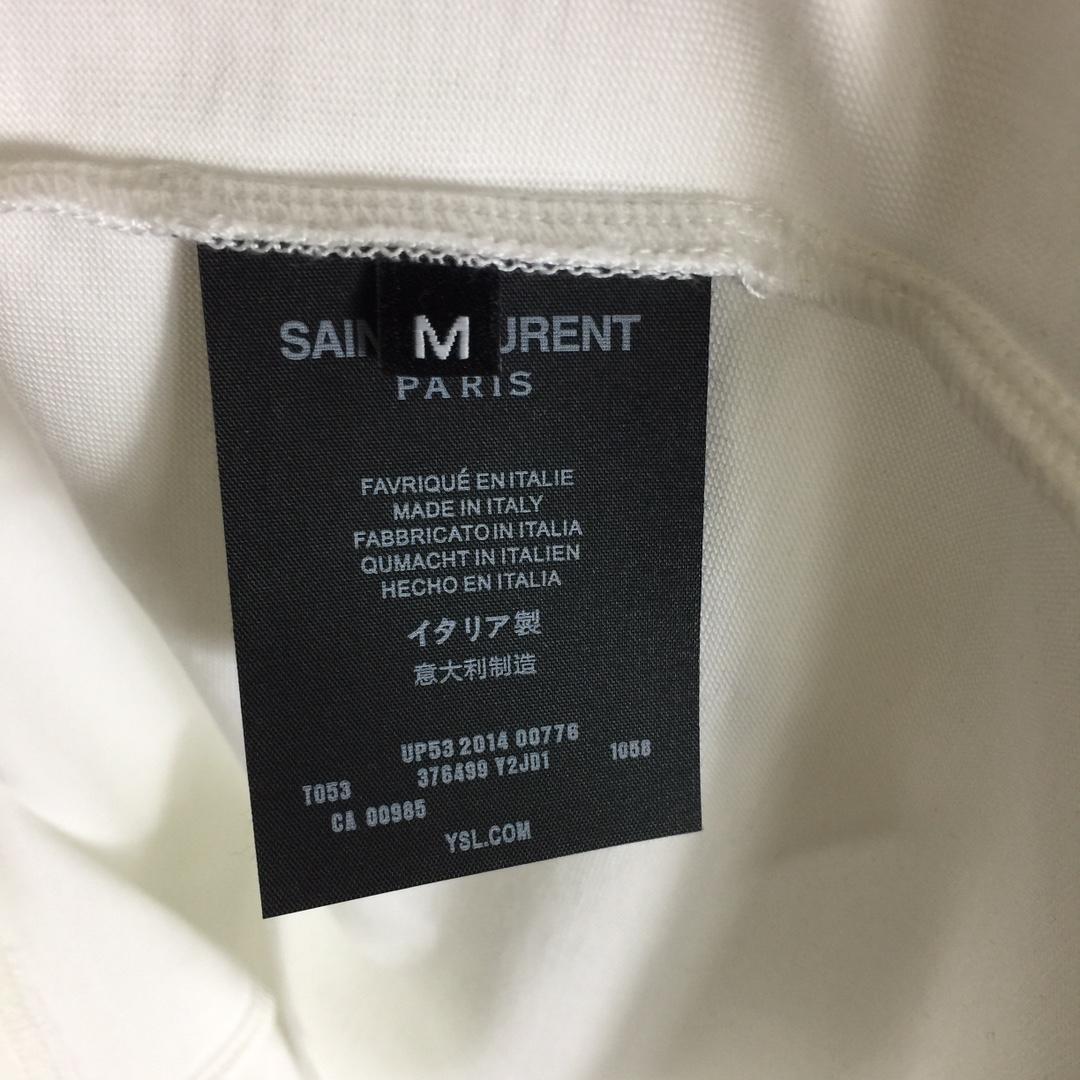 M
SAIN URENT
PARIS
FAVRIQUÉ EN ITALIE
MADE IN ITALY
FABBRICATO IN ITALIA
QUMACHT IN ITALIEN
HECHO EN ITALIA
イタリア製
意大利制造
UP53 2014 00776
376499 Y2JD1
1058
T053
CA 00985
YSL.COM